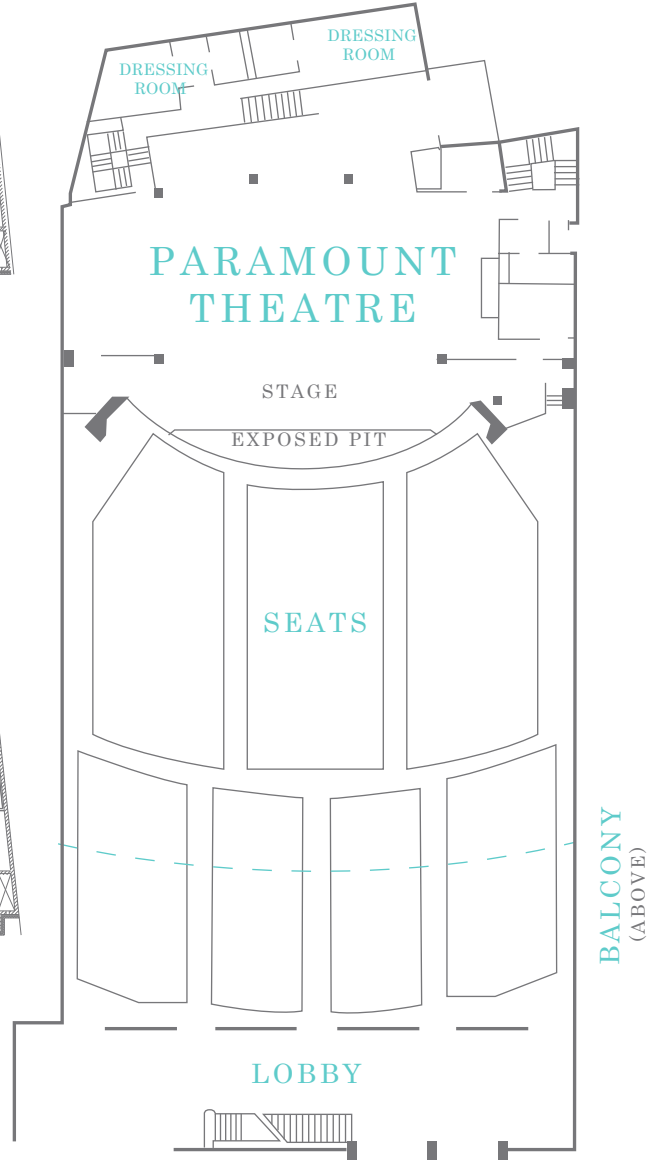 DRESSING
ROOM
DRESSING
ROOM
PARAMOUNT
THEATRE
STAGE
EXPOSED PIT
SEATS
BALCONY
(ABOVE)
LOBBY